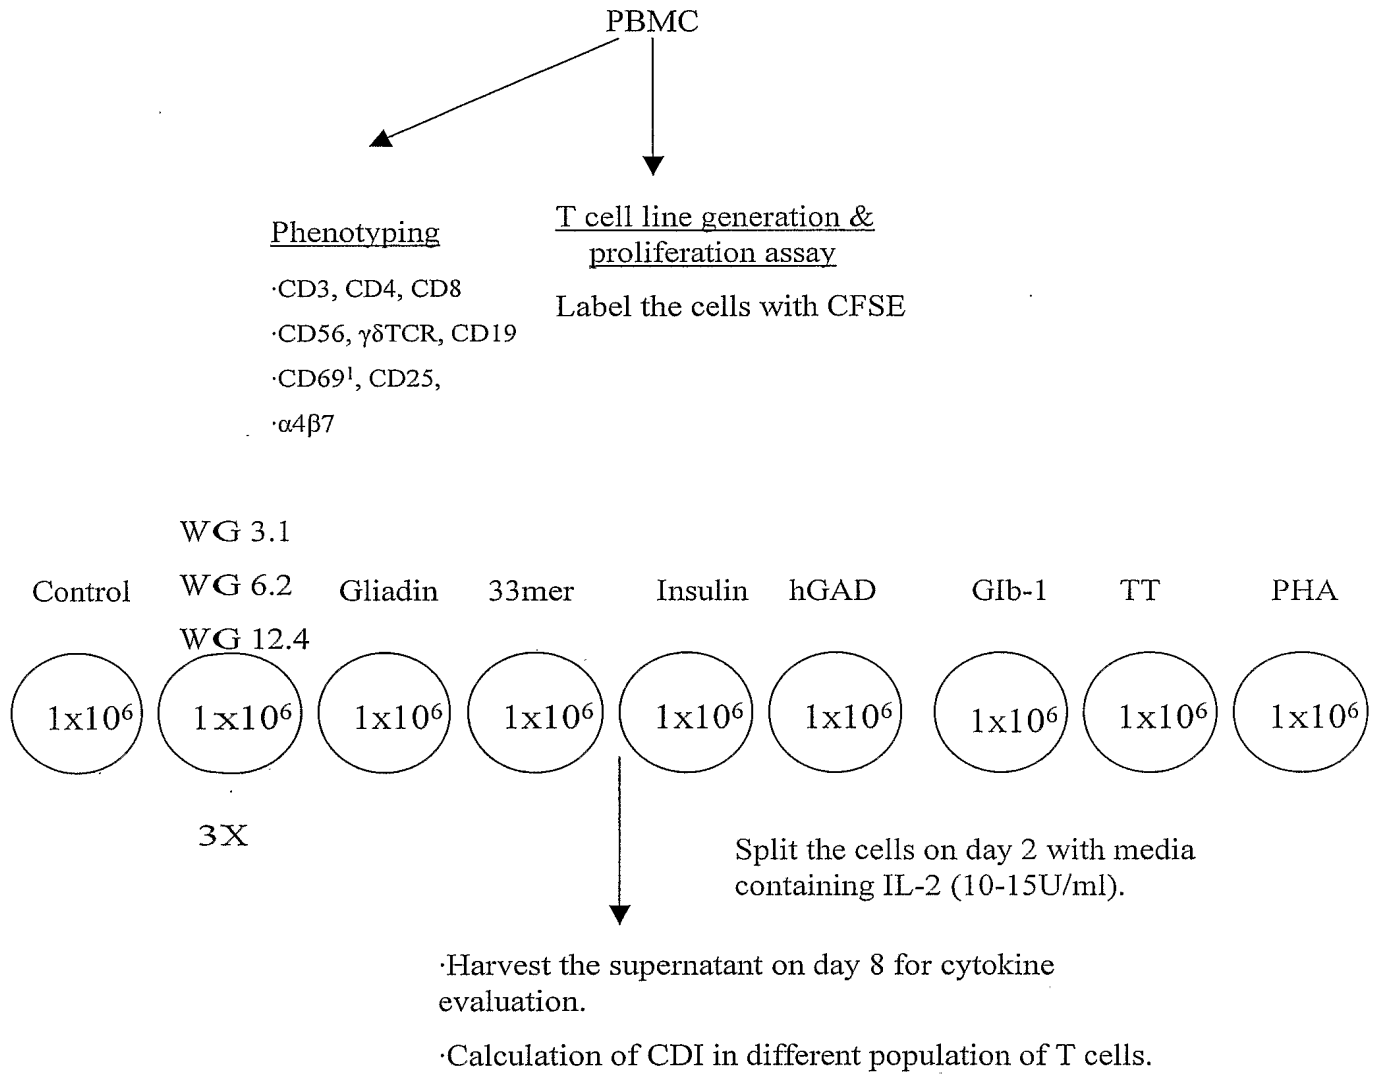 PBMC
Phenotyping
·CD3, CD4, CD8
·CD56, γδTCR, CD19
·CD69¹, CD25,
·α4β7
T cell line generation &
proliferation assay
Label the cells with CFSE
WG 3.1
WG 6.2
WG 12.4
Control
Gliadin
33mer
Insulin
hGAD
Glb-1
TT
PHA
1x10⁶
1x10⁶
1x10⁶
1x10⁶
1x10⁶
1x10⁶
1x10⁶
1x10⁶
1x10⁶
3X
Split the cells on day 2 with media
containing IL-2 (10-15U/ml).
·Harvest the supernatant on day 8 for cytokine
evaluation.
·Calculation of CDI in different population of T cells.